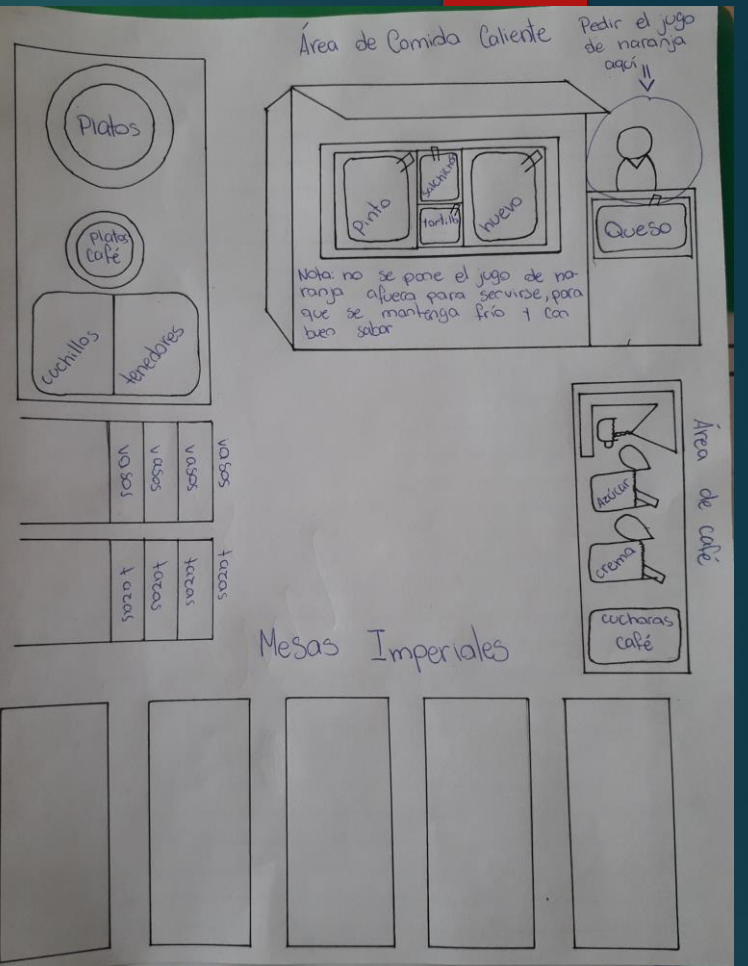 Área de Comida Caliente
Pedir el jugo
de naranja
aquí
Platos
Platos
Café
cuchillos
tenedores
Pinto
Salchichas
tortilla
huevo
Queso
Nota: no se pone el jugo de na-
ranja afuera para servirse, para
que se mantenga frío y con
buen sabor
vasos
vasos
vasos
vasos
tazas
tazas
tazas
tazas
Área de café
Azúcar
crema
cucharas
café
Mesas Imperiales